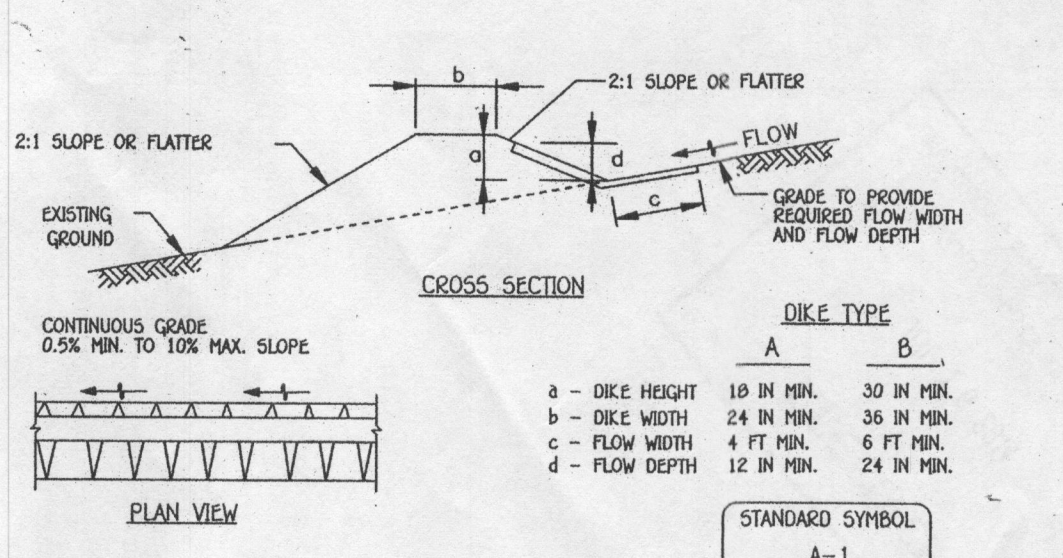 b
2:1 SLOPE OR FLATTER
2:1 SLOPE OR FLATTER
a
d
FLOW
c
GRADE TO PROVIDE
REQUIRED FLOW WIDTH
AND FLOW DEPTH
EXISTING
GROUND
CROSS SECTION
CONTINUOUS GRADE
0.5% MIN. TO 10% MAX. SLOPE
PLAN VIEW
DIKE TYPE
A B
a - DIKE HEIGHT 18 IN MIN. 30 IN MIN.
b - DIKE WIDTH 24 IN MIN. 36 IN MIN.
c - FLOW WIDTH 4 FT MIN. 6 FT MIN.
d - FLOW DEPTH 12 IN MIN. 24 IN MIN.
STANDARD SYMBOL
A-1